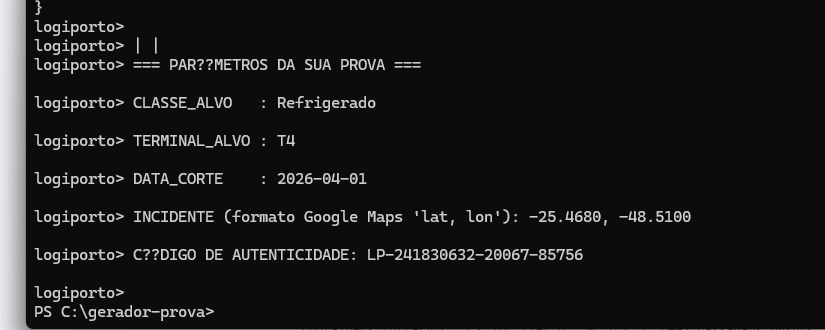 }
logiporto>
logiporto> | |
logiporto> === PAR??METROS DA SUA PROVA ===
logiporto> CLASSE_ALVO   : Refrigerado
logiporto> TERMINAL_ALVO : T4
logiporto> DATA_CORTE    : 2026-04-01
logiporto> INCIDENTE (formato Google Maps 'lat, lon'): -25.4680, -48.5100
logiporto> C??DIGO DE AUTENTICIDADE: LP-241830632-20067-85756
logiporto>
PS C:\gerador-prova>